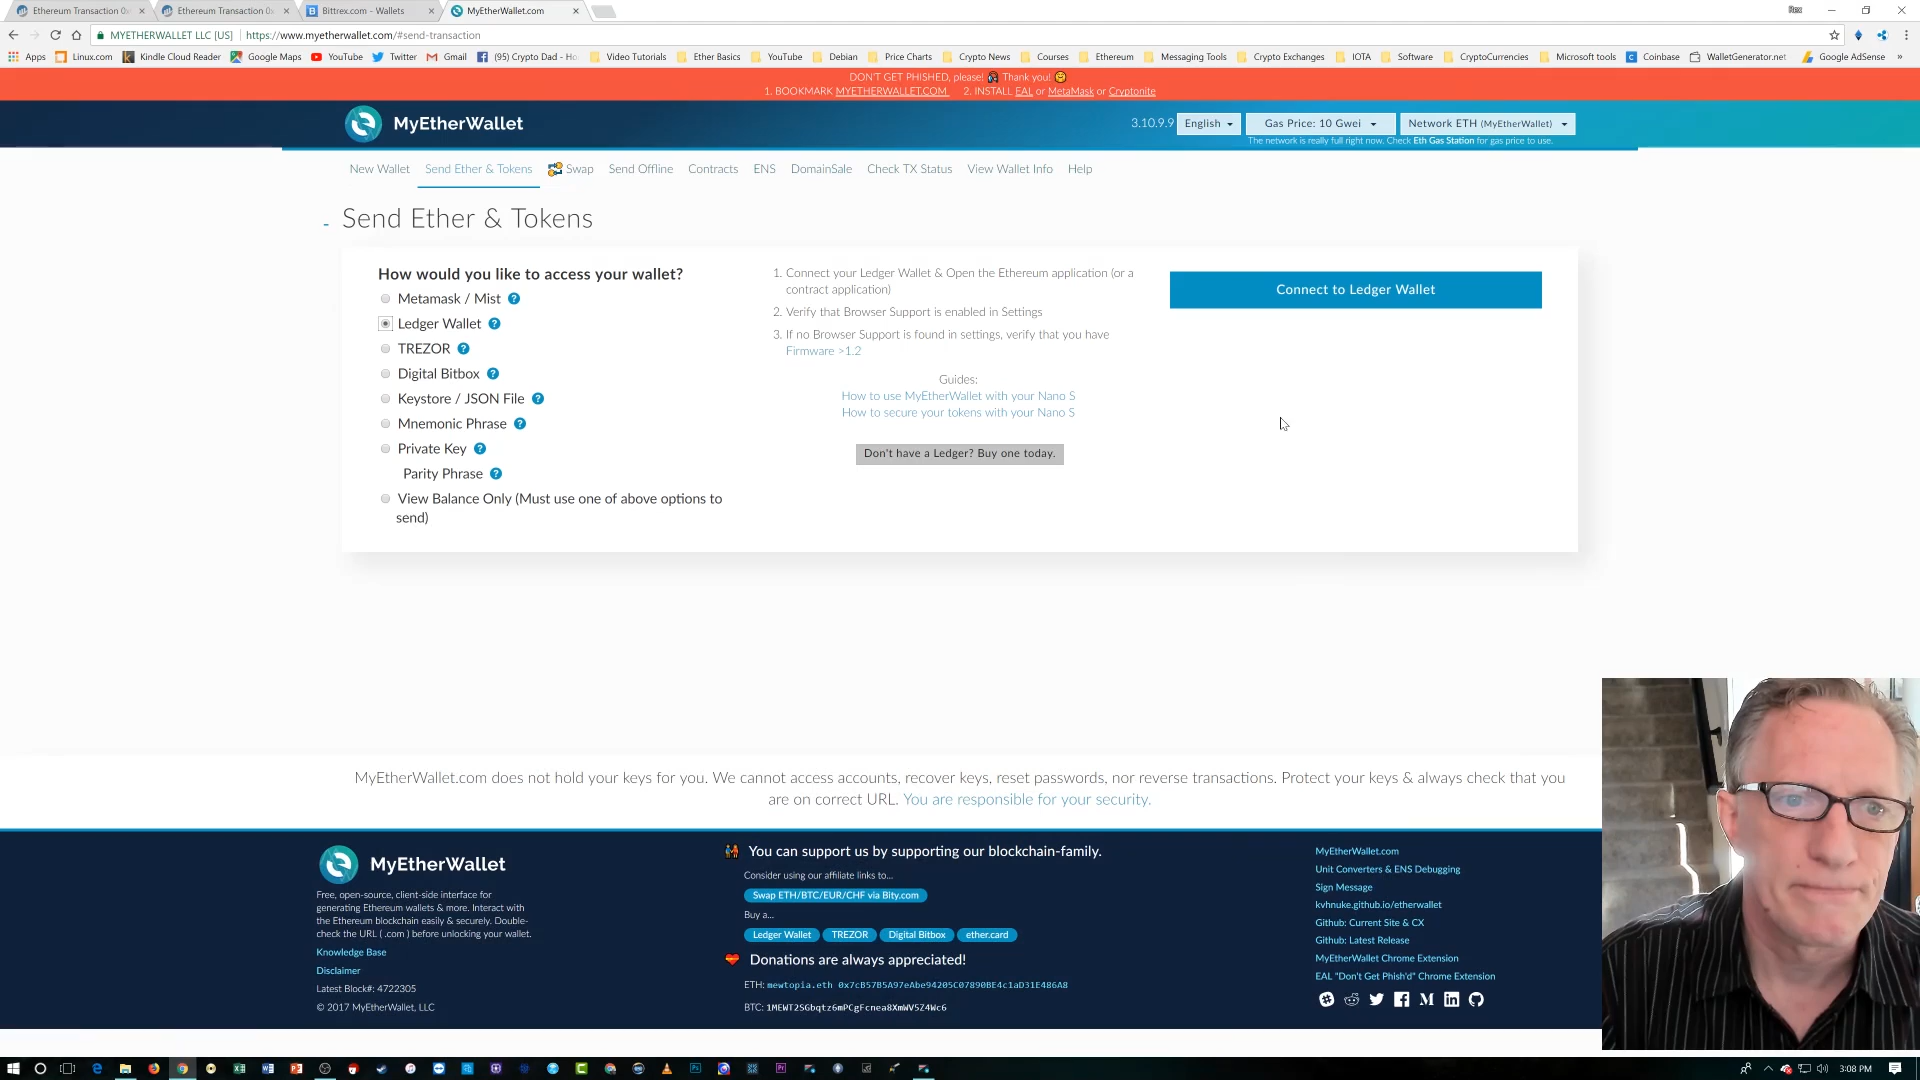 Ethereum Transaction 0x
Ethereum Transaction 0x
Bittrex.com - Wallets
MyEtherWallet.com
MYETHERWALLET LLC [US]
https://www.myetherwallet.com/#send-transaction
Apps
Linux.com
Kindle Cloud Reader
Google Maps
YouTube
Twitter
Gmail
(95) Crypto Dad - Ho
Video Tutorials
Ether Basics
YouTube
Debian
Price Charts
Crypto News
Courses
Ethereum
Messaging Tools
Crypto Exchanges
IOTA
Software
CryptoCurrencies
Microsoft tools
Coinbase
WalletGenerator.net
Google AdSense
»
DON'T GET PHISHED, please! Thank you!
1. BOOKMARK MYETHERWALLET.COM 2. INSTALL EAL or MetaMask or Cryptonite
MyEtherWallet
3.10.9.9
English
Gas Price: 10 Gwei
Network ETH (MyEtherWallet)
The network is really full right now. Check Eth Gas Station for gas price to use.
New Wallet
Send Ether & Tokens
Swap
Send Offline
Contracts
ENS
DomainSale
Check TX Status
View Wallet Info
Help
- Send Ether & Tokens
How would you like to access your wallet?
Metamask / Mist ?
Ledger Wallet ?
TREZOR ?
Digital Bitbox ?
Keystore / JSON File ?
Mnemonic Phrase ?
Private Key ?
Parity Phrase ?
View Balance Only (Must use one of above options to
send)
1. Connect your Ledger Wallet & Open the Ethereum application (or a
contract application)
2. Verify that Browser Support is enabled in Settings
3. If no Browser Support is found in settings, verify that you have
Firmware >1.2
Guides:
How to use MyEtherWallet with your Nano S
How to secure your tokens with your Nano S
Don't have a Ledger? Buy one today.
Connect to Ledger Wallet
MyEtherWallet.com does not hold your keys for you. We cannot access accounts, recover keys, reset passwords, nor reverse transactions. Protect your keys & always check that you
are on correct URL. You are responsible for your security.
MyEtherWallet
Free, open-source, client-side interface for
generating Ethereum wallets & more. Interact with
the Ethereum blockchain easily & securely. Double-
check the URL ( .com ) before unlocking your wallet.
Knowledge Base
Disclaimer
Latest Block#: 4722305
© 2017 MyEtherWallet, LLC
You can support us by supporting our blockchain-family.
Consider using our affiliate links to...
Swap ETH/BTC/EUR/CHF via Bity.com
Buy a...
Ledger Wallet
TREZOR
Digital Bitbox
ether.card
Donations are always appreciated!
ETH: mewtopia.eth 0x7cB57B5A97eAbe94205C07890BE4c1aD31E486A8
BTC: 1MEWT2SGbqtz6mPCgFcnea8XmWV5Z4Wc6
MyEtherWallet.com
Unit Converters & ENS Debugging
Sign Message
kvhnuke.github.io/etherwallet
Github: Current Site & CX
Github: Latest Release
MyEtherWallet Chrome Extension
EAL "Don't Get Phish'd" Chrome Extension
3:08 PM